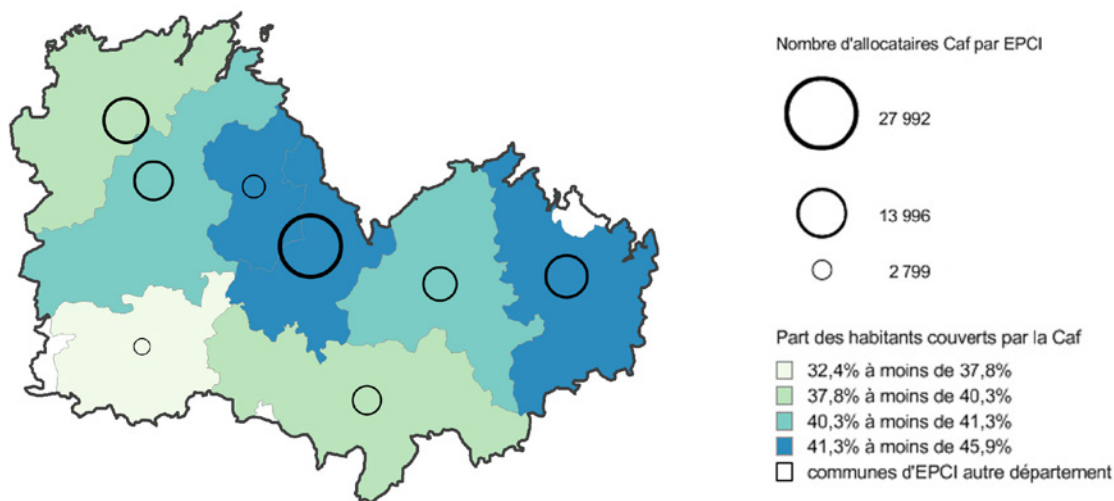 Nombre d'allocataires Caf par EPCI
27 992
13 996
2 799
Part des habitants couverts par la Caf
32,4% à moins de 37,8%
37,8% à moins de 40,3%
40,3% à moins de 41,3%
41,3% à moins de 45,9%
communes d'EPCI autre département